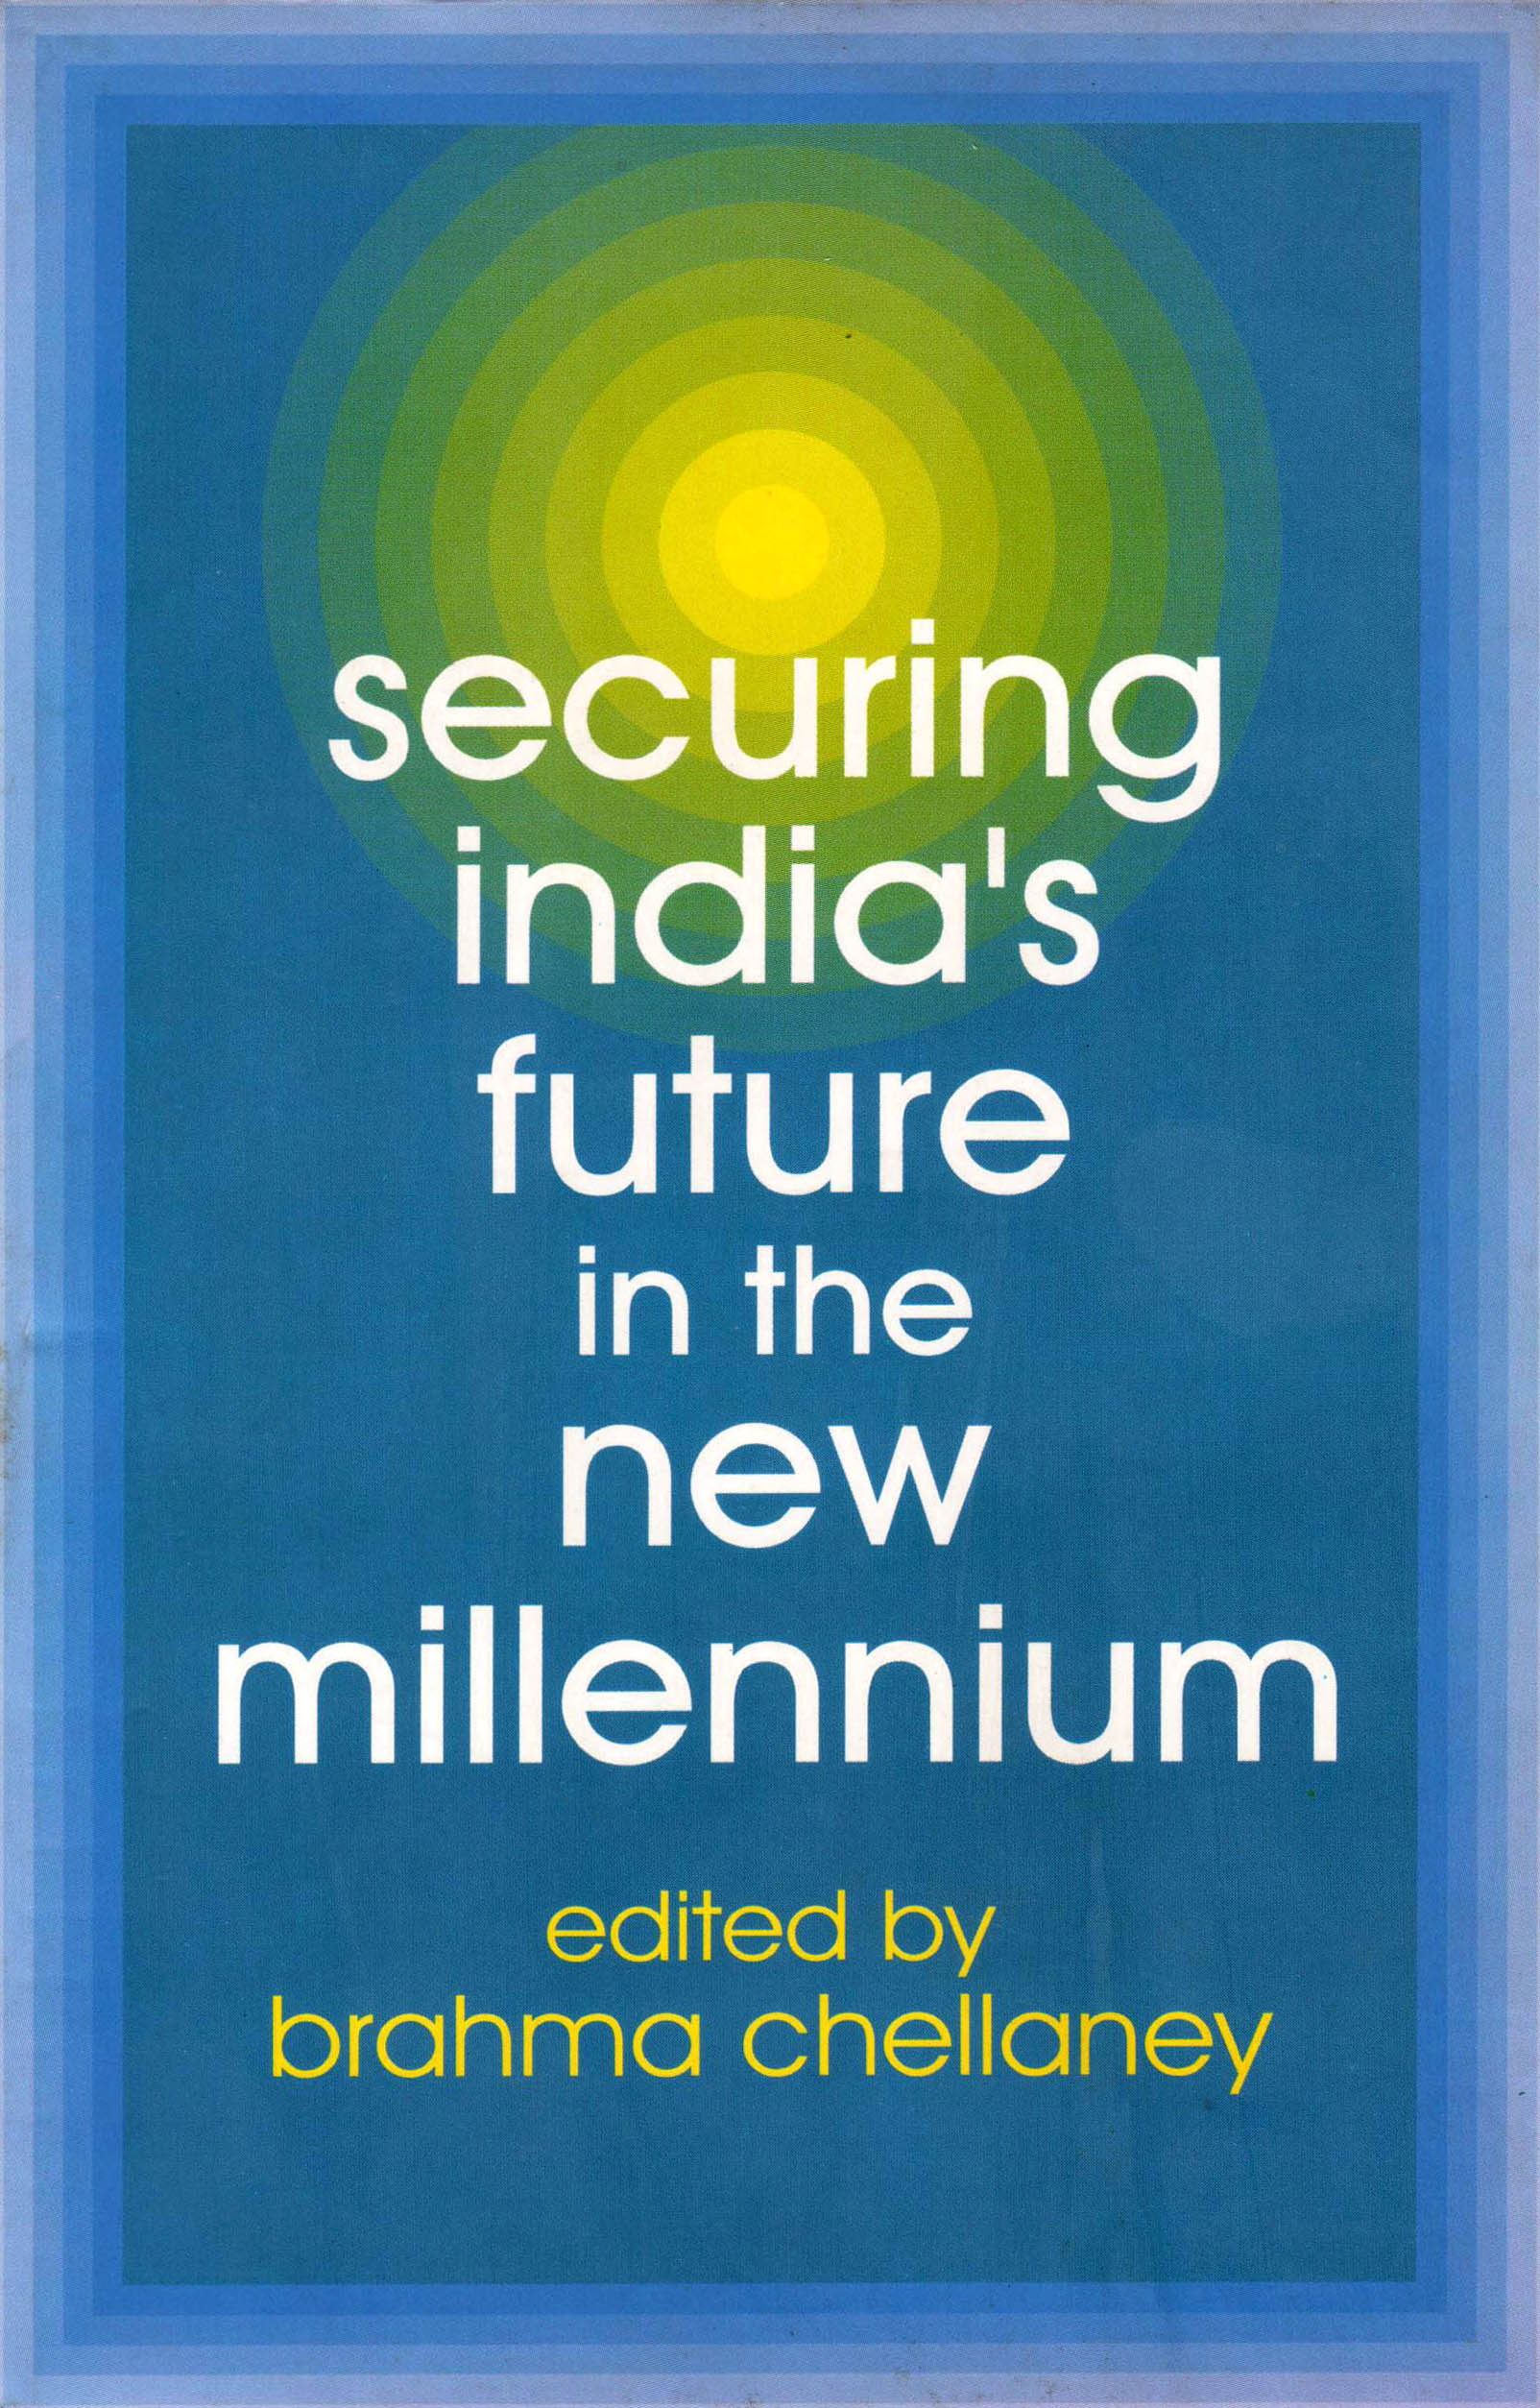 securing
india's
future
in the
new
millennium
edited by
brahma chellaney